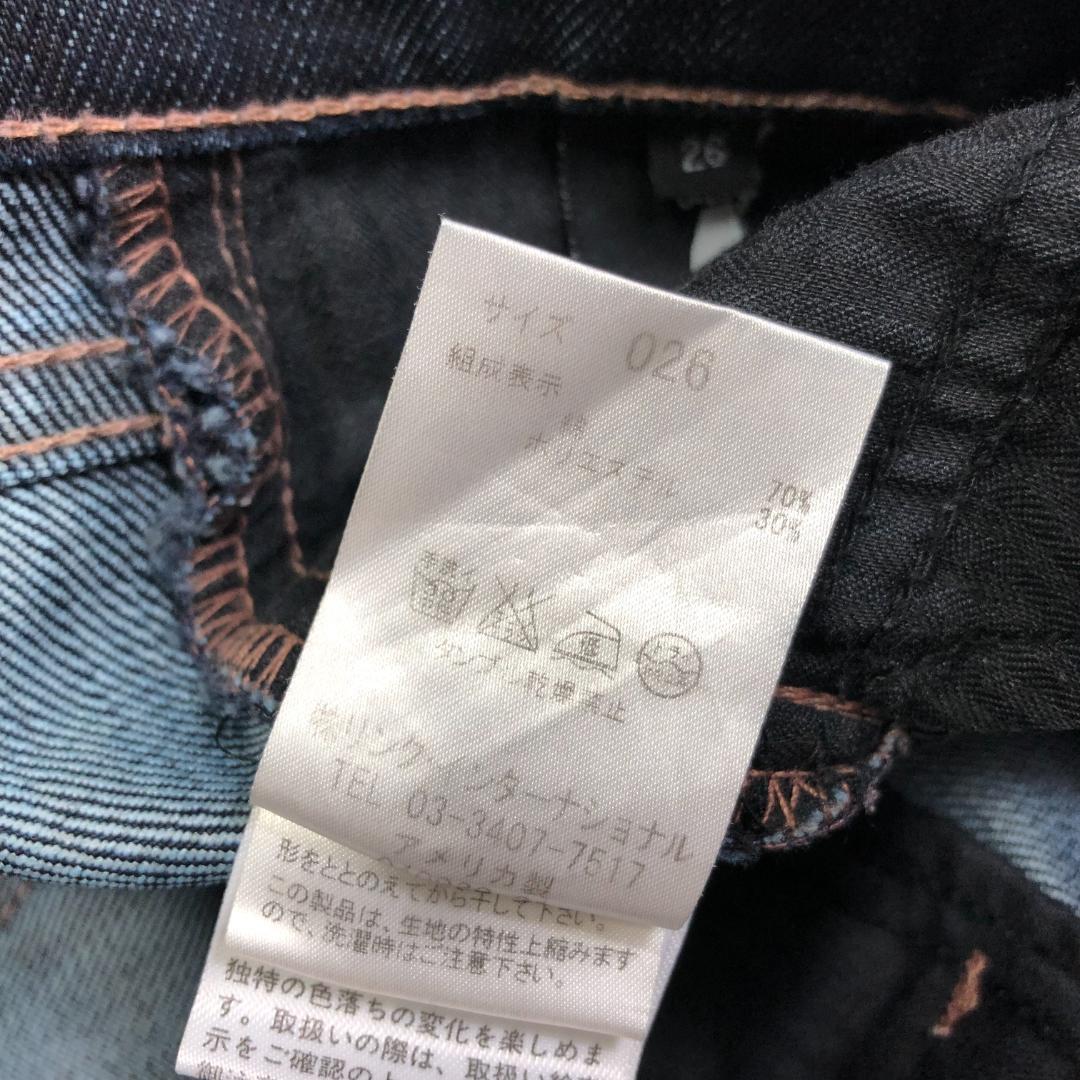 26
サイズ 026
組成表示
綿 70%
ポリエステル 30%
タンブル乾燥禁止
㈱リンクインターナショナル
TEL 03-3407-7517
アメリカ製
形をととのえてから干して下さい。
この製品は、生地の特性上縮みます
ので、洗濯時はご注意下さい。
独特の色落ちの変化を楽しめま
す。取扱いの際は、取扱い
示をご確認の上